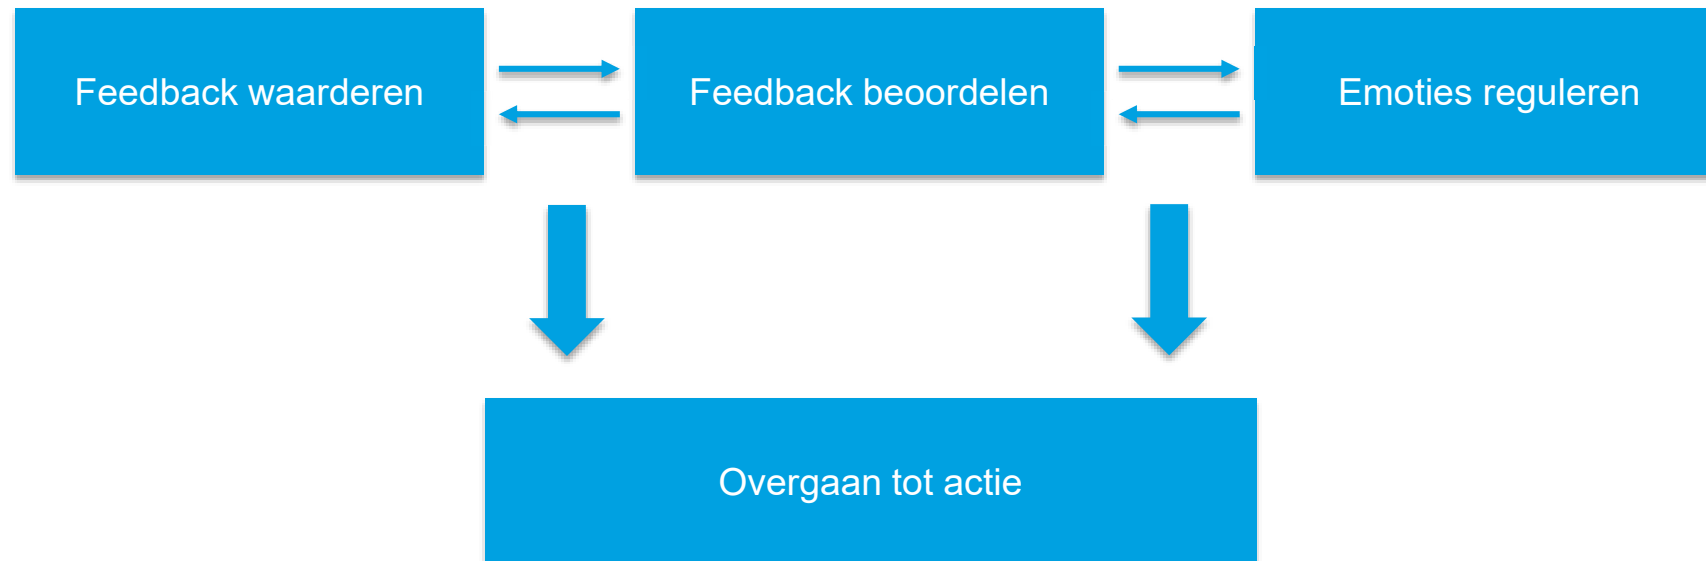 Feedback waarderen
Feedback beoordelen
Emoties reguleren
Overgaan tot actie